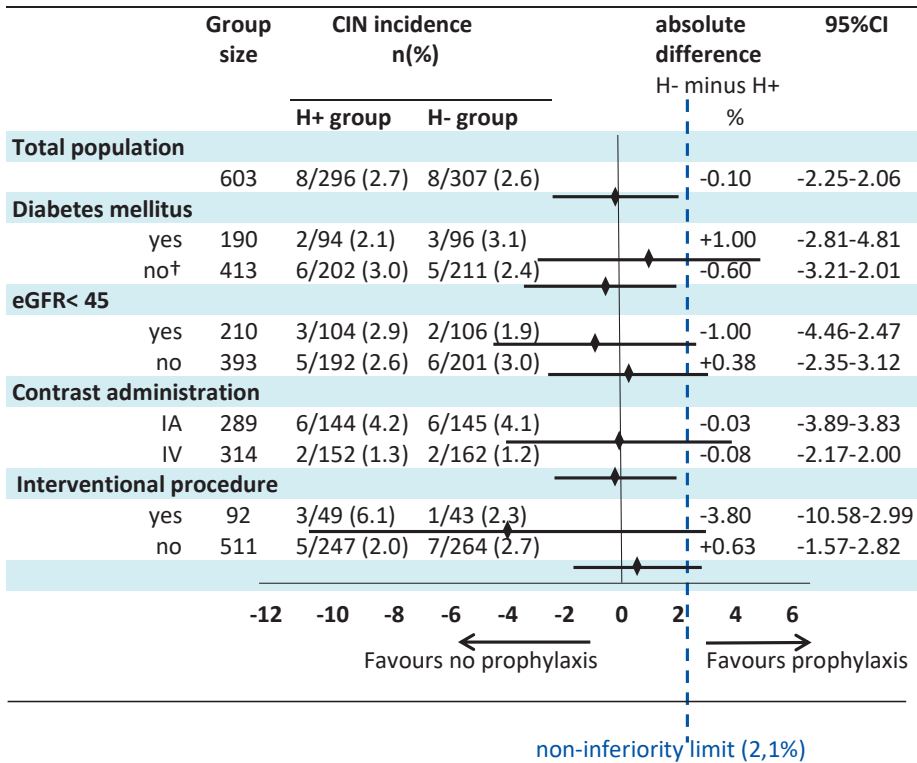 Group size CIN incidence n(%) absolute difference 95%CI
H- minus H+
H+ group H- group %
Total population
603 8/296 (2.7) 8/307 (2.6) -0.10 -2.25-2.06
Diabetes mellitus
yes 190 2/94 (2.1) 3/96 (3.1) +1.00 -2.81-4.81
no† 413 6/202 (3.0) 5/211 (2.4) -0.60 -3.21-2.01
eGFR< 45
yes 210 3/104 (2.9) 2/106 (1.9) -1.00 -4.46-2.47
no 393 5/192 (2.6) 6/201 (3.0) +0.38 -2.35-3.12
Contrast administration
IA 289 6/144 (4.2) 6/145 (4.1) -0.03 -3.89-3.83
IV 314 2/152 (1.3) 2/162 (1.2) -0.08 -2.17-2.00
Interventional procedure
yes 92 3/49 (6.1) 1/43 (2.3) -3.80 -10.58-2.99
no 511 5/247 (2.0) 7/264 (2.7) +0.63 -1.57-2.82
-12 -10 -8 -6 -4 -2 0 2 4 6
Favours no prophylaxis Favours prophylaxis
non-inferiority limit (2,1%)